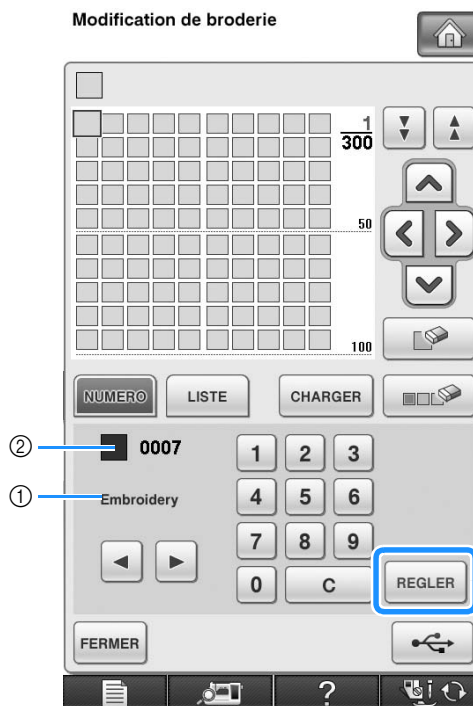 Modification de broderie
1
300
50
100
NUMERO LISTE CHARGER
② 0007
① Embroidery
1 2 3
4 5 6
7 8 9
0 C
REGLER
FERMER
? i